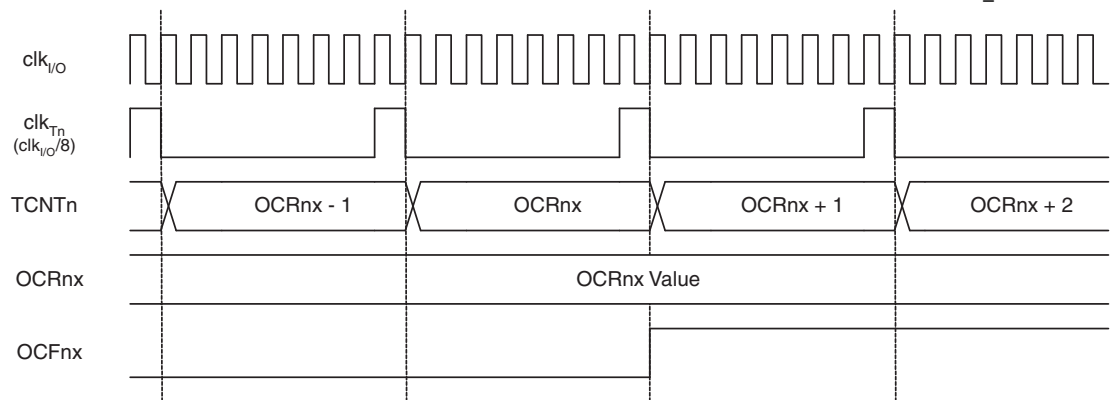 clkI/O
clkTn
(clkI/O/8)
TCNTn
OCRnx - 1
OCRnx
OCRnx + 1
OCRnx + 2
OCRnx
OCRnx Value
OCFnx